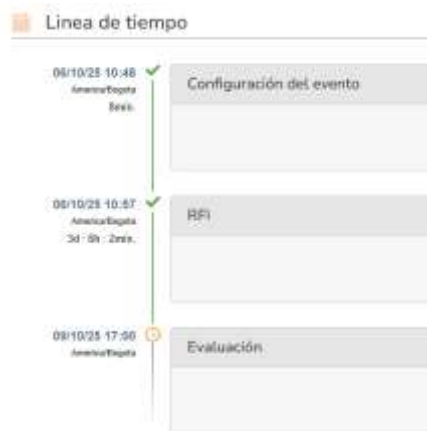 Linea de tiempo
06/10/25 10:48
America/Bogota
8min.
Configuración del evento
06/10/25 10:57
America/Bogota
3d · 6h · 2min.
RFI
09/10/25 17:00
America/Bogota
Evaluación